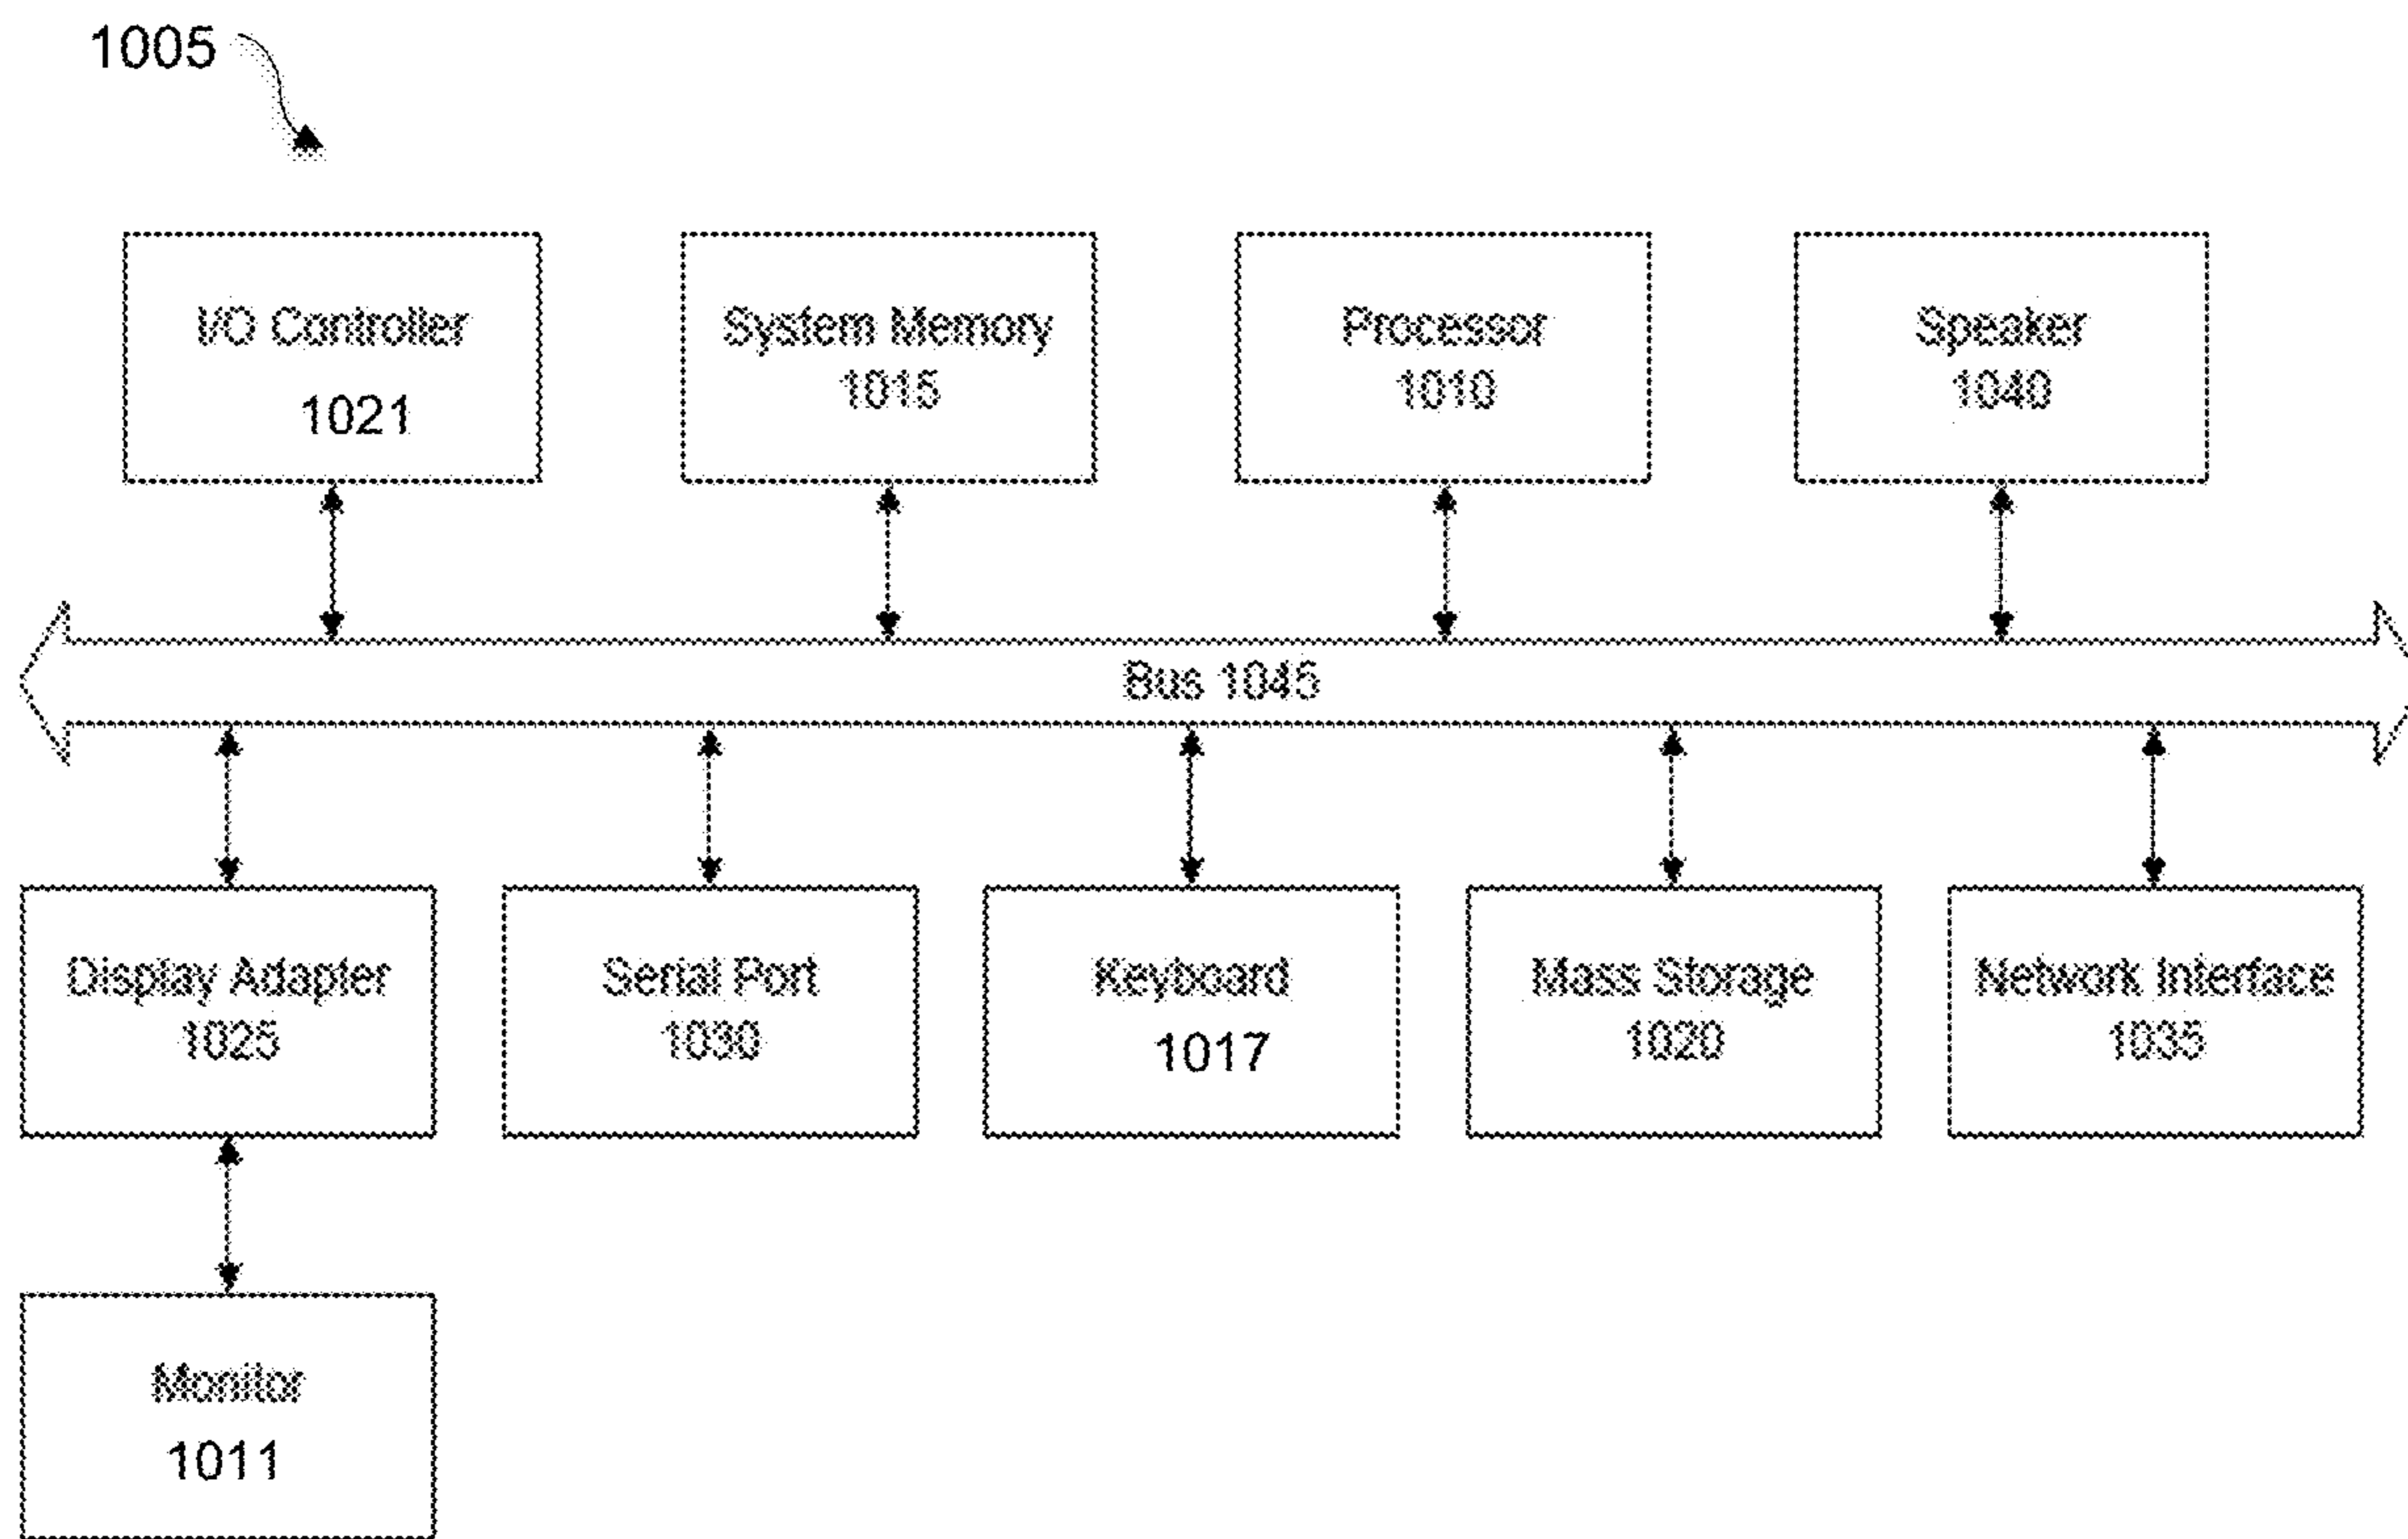 1005
I/O Controller
1021
System Memory
1015
Processor
1010
Speaker
1040
Bus 1045
Display Adapter
1025
Serial Port
1030
Keyboard
1017
Mass Storage
1020
Network Interface
1035
Monitor
1011